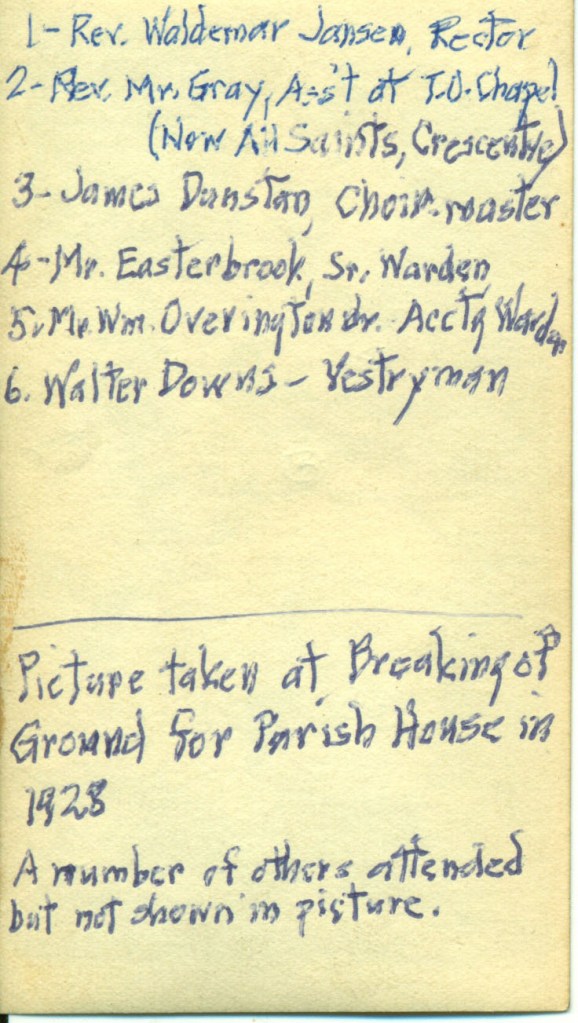 1- Rev. Waldemar Jansen, Rector
2- Rev. Mr. Gray, Ass't at T.O. Chapel
(Now All Saints, Crescentville)
3- James Dunstan, Choir-master
4-Mr. Easterbrook, Sr. Warden
5. Mr. Wm. Overington Jr. Acctg Warden
6. Walter Downs - Vestryman
Picture taken at Breaking of
Ground for Parish House in
1928
A number of others attended
but not shown in picture.